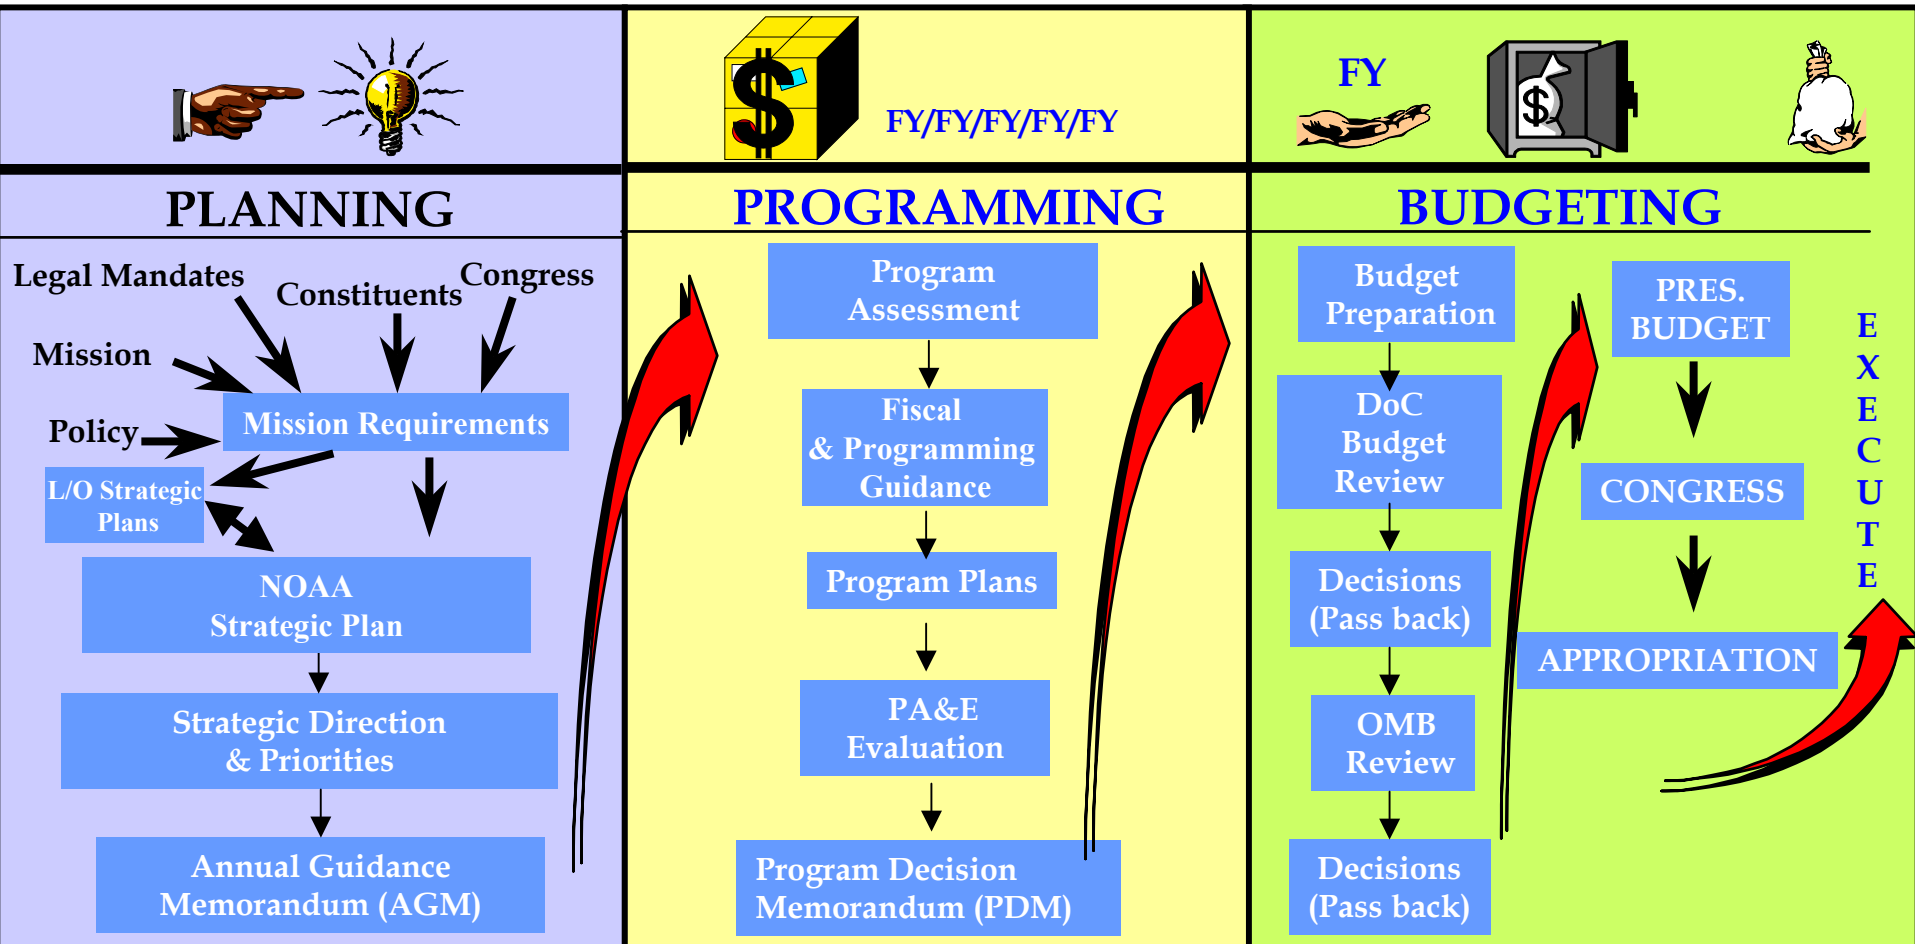 FY/FY/FY/FY/FY
FY
$
$
PLANNING
PROGRAMMING
BUDGETING
Legal Mandates
Constituents
Congress
Mission
Policy
Mission Requirements
L/O Strategic
Plans
NOAA
Strategic Plan
Strategic Direction
& Priorities
Annual Guidance
Memorandum (AGM)
Program
Assessment
Fiscal
& Programming
Guidance
Program Plans
PA&E
Evaluation
Program Decision
Memorandum (PDM)
Budget
Preparation
DoC
Budget
Review
Decisions
(Pass back)
OMB
Review
Decisions
(Pass back)
PRES.
BUDGET
CONGRESS
APPROPRIATION
E
X
E
C
U
T
E